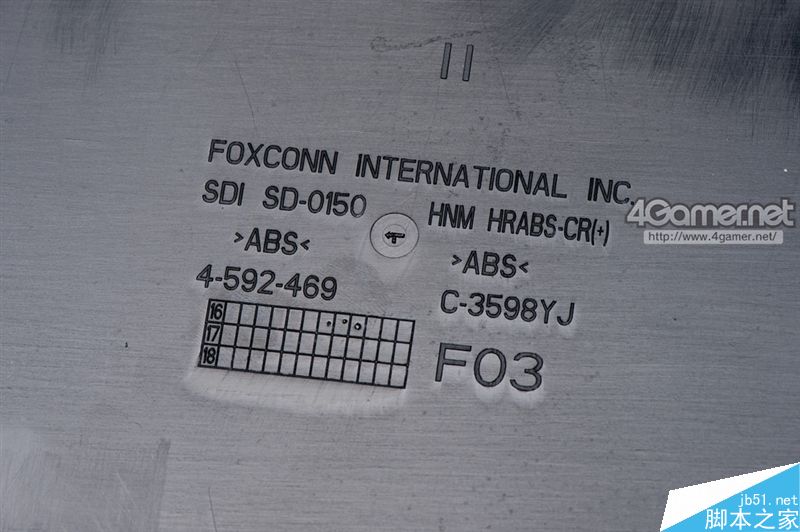 FOXCONN INTERNATIONAL INC.
SDI SD-0150
HNM HRABS-CR(+)
>ABS<
>ABS<
4-592-469
C-3598YJ
16
17
18
F03
4Gamer.net
http://www.4gamer.net/
jb51.net
脚本之家